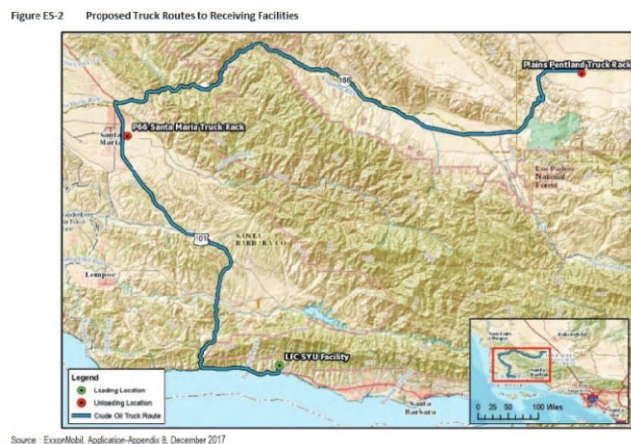 Figure ES-2 Proposed Truck Routes to Receiving Facilities
Plains Pentland Truck Rack
166
P66 Santa Maria Truck Rack
Santa
Maria
Los Padres
National
Forest
101
SANTA
BARBARA CO
Lompoc
LFC SYU Facility
Legend
Loading Location
Unloading Location
Crude Oil Truck Route
Santa
Barbara
0 25 50 100 Miles
Source : ExxonMobil, Application-Appendix B, December 2017